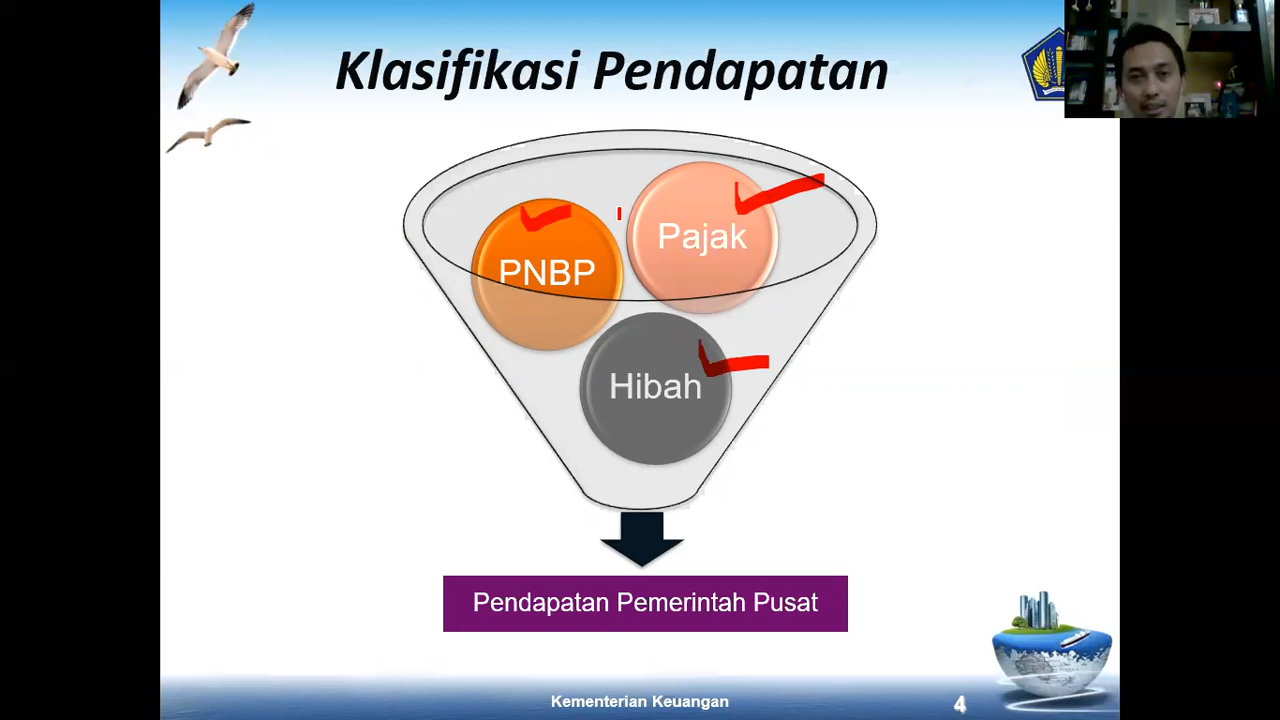 Klasifikasi Pendapatan
Pajak
PNBP
Hibah
Pendapatan Pemerintah Pusat
Kementerian Keuangan
4